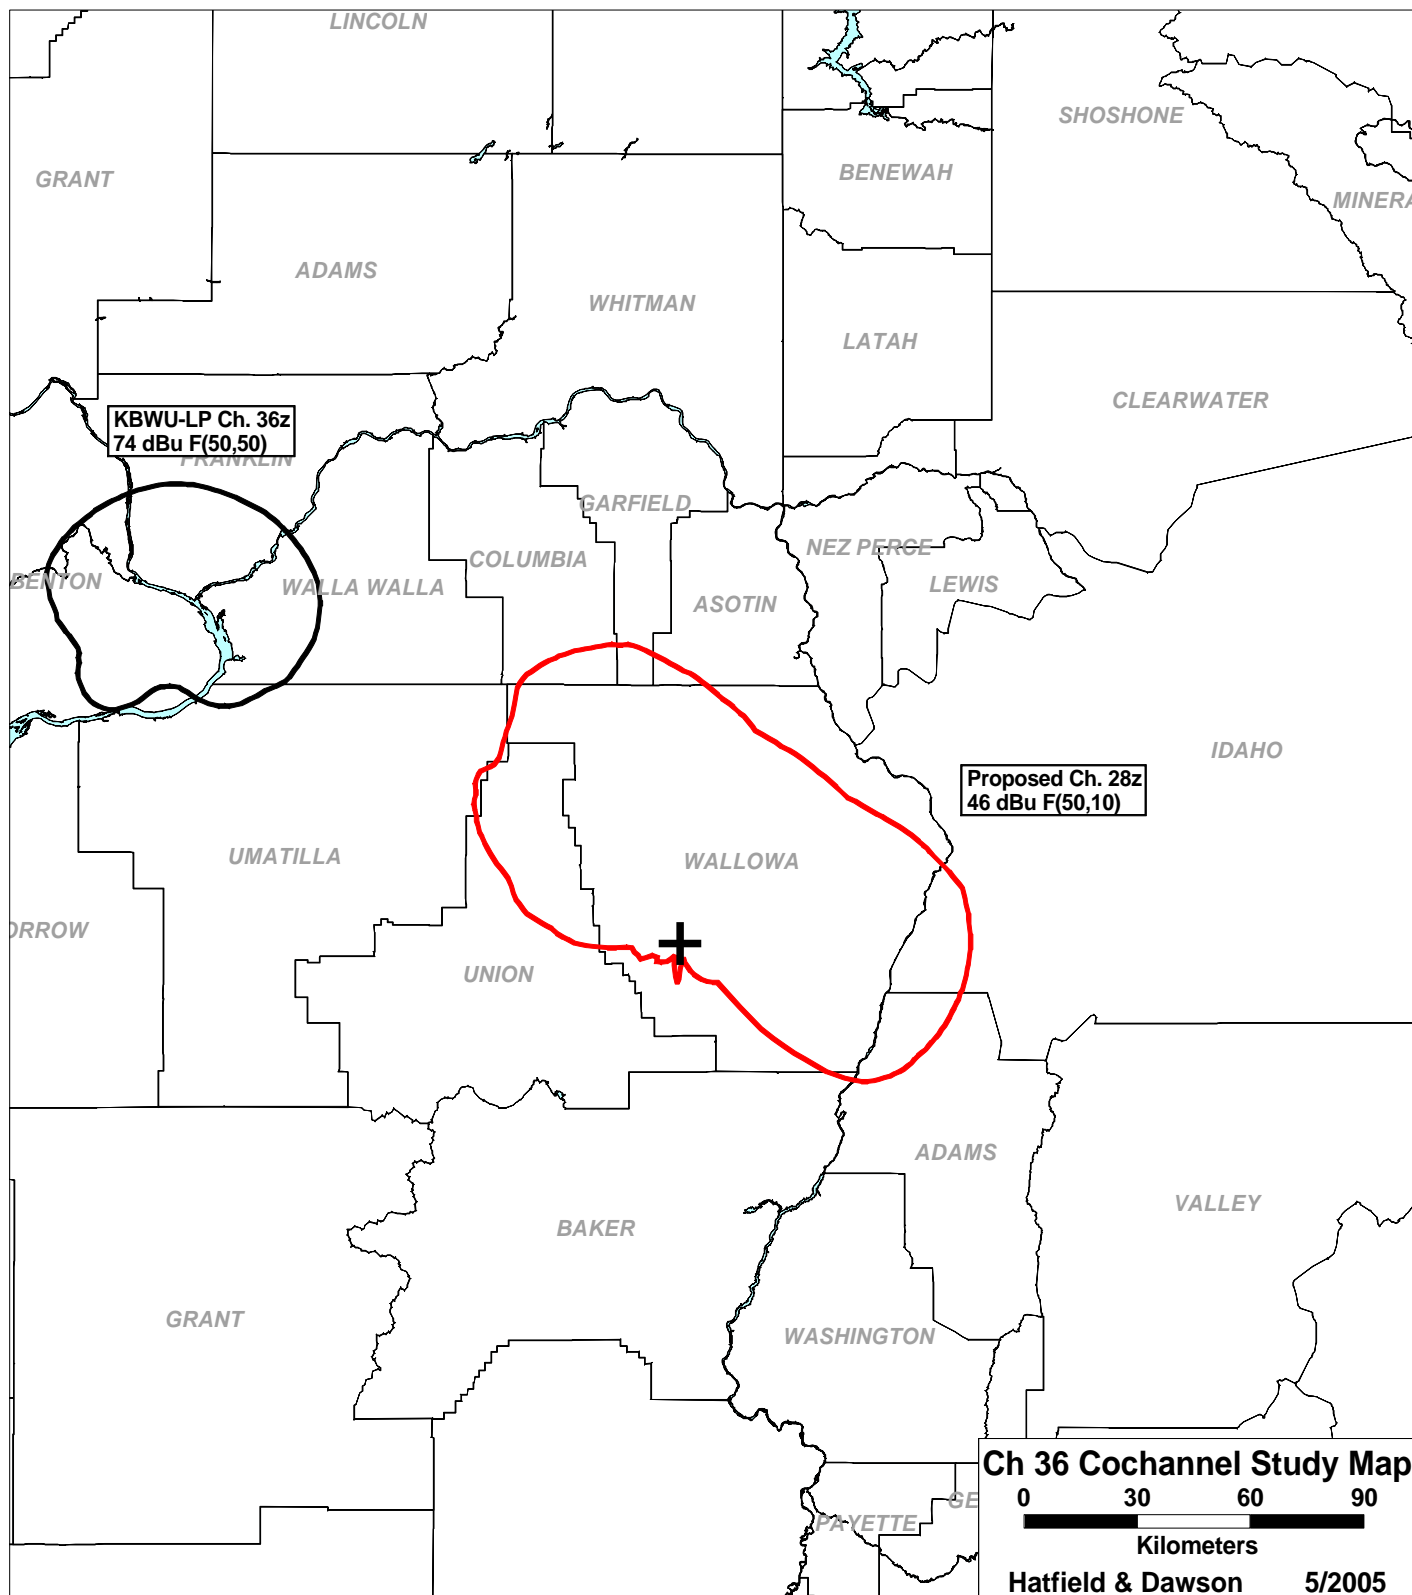 LINCOLN
SHOSHONE
GRANT
BENEWAH
MINERA
ADAMS
WHITMAN
LATAH
CLEARWATER
KBWU-LP Ch. 36z
74 dBu F(50,50)
FRANKLIN
GARFIELD
NEZ PERCE
COLUMBIA
BENTON
WALLA WALLA
LEWIS
ASOTIN
IDAHO
Proposed Ch. 28z
46 dBu F(50,10)
UMATILLA
WALLOWA
ORROW
UNION
ADAMS
VALLEY
BAKER
GRANT
WASHINGTON
Ch 36 Cochannel Study Map
0 30 60 90
GE
PAYETTE
Kilometers
Hatfield & Dawson 5/2005